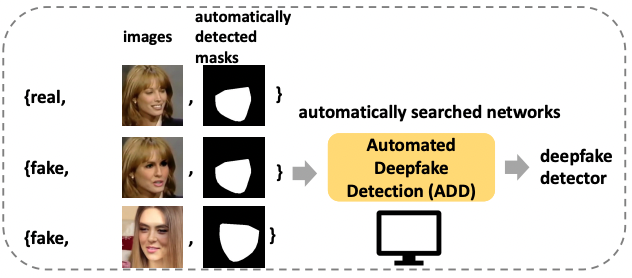 images
automatically
detected
masks
{real,
,
}
{fake,
,
}
{fake,
,
}
automatically searched networks
Automated
Deepfake
Detection (ADD)
deepfake
detector